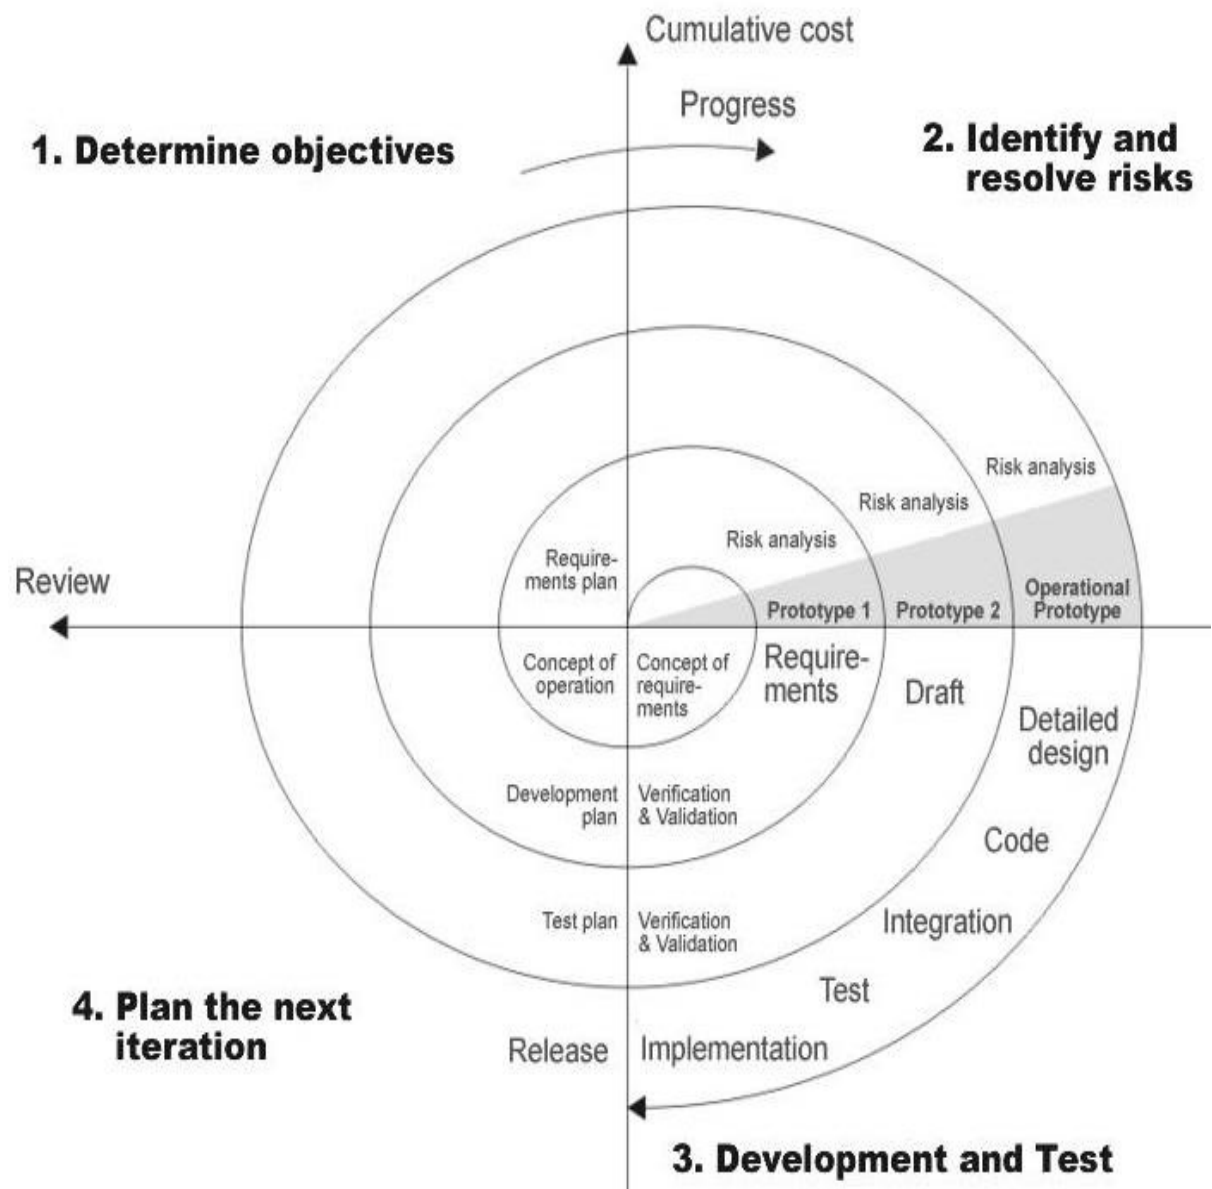 Cumulative cost
Progress
1. Determine objectives
2. Identify and
resolve risks
Risk analysis
Risk analysis
Risk analysis
Require-
ments plan
Review
Operational
Prototype
Prototype 1
Prototype 2
Concept of
operation
Concept of
require-
ments
Require-
ments
Draft
Detailed
design
Development
plan
Verification
& Validation
Code
Test plan
Verification
& Validation
Integration
Test
4. Plan the next
iteration
Release
Implementation
3. Development and Test